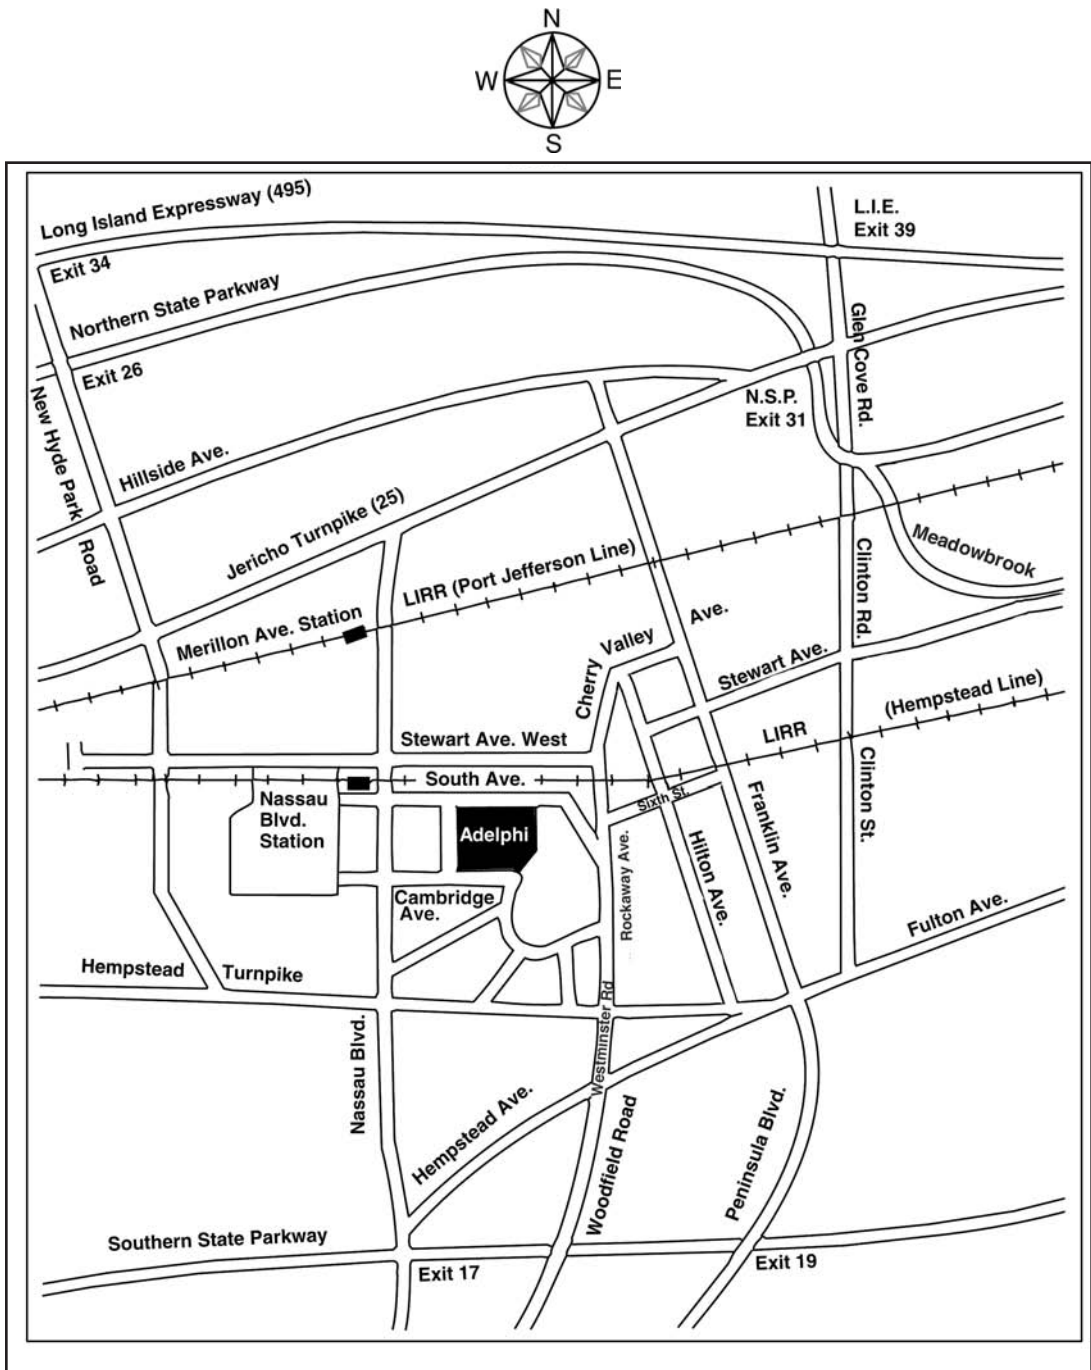 N
W
E
S
Long Island Expressway (495)
L.I.E.
Exit 39
Exit 34
Northern State Parkway
Exit 26
Glen Cove Rd.
New Hyde Park
Road
N.S.P.
Exit 31
Hillside Ave.
Jericho Turnpike (25)
Meadowbrook
LIRR (Port Jefferson Line)
Clinton Rd.
Merillon Ave. Station
Ave.
Cherry
Valley
Stewart Ave.
(Hempstead Line)
LIRR
Stewart Ave. West
South Ave.
Clinton St.
Nassau
Blvd.
Station
Sixth St.
Franklin Ave.
Adelphi
Hilton Ave.
Rockaway Ave.
Cambridge
Ave.
Fulton Ave.
Hempstead
Turnpike
Westminster Rd
Nassau Blvd.
Hempstead Ave.
Woodfield Road
Peninsula Blvd.
Southern State Parkway
Exit 17
Exit 19